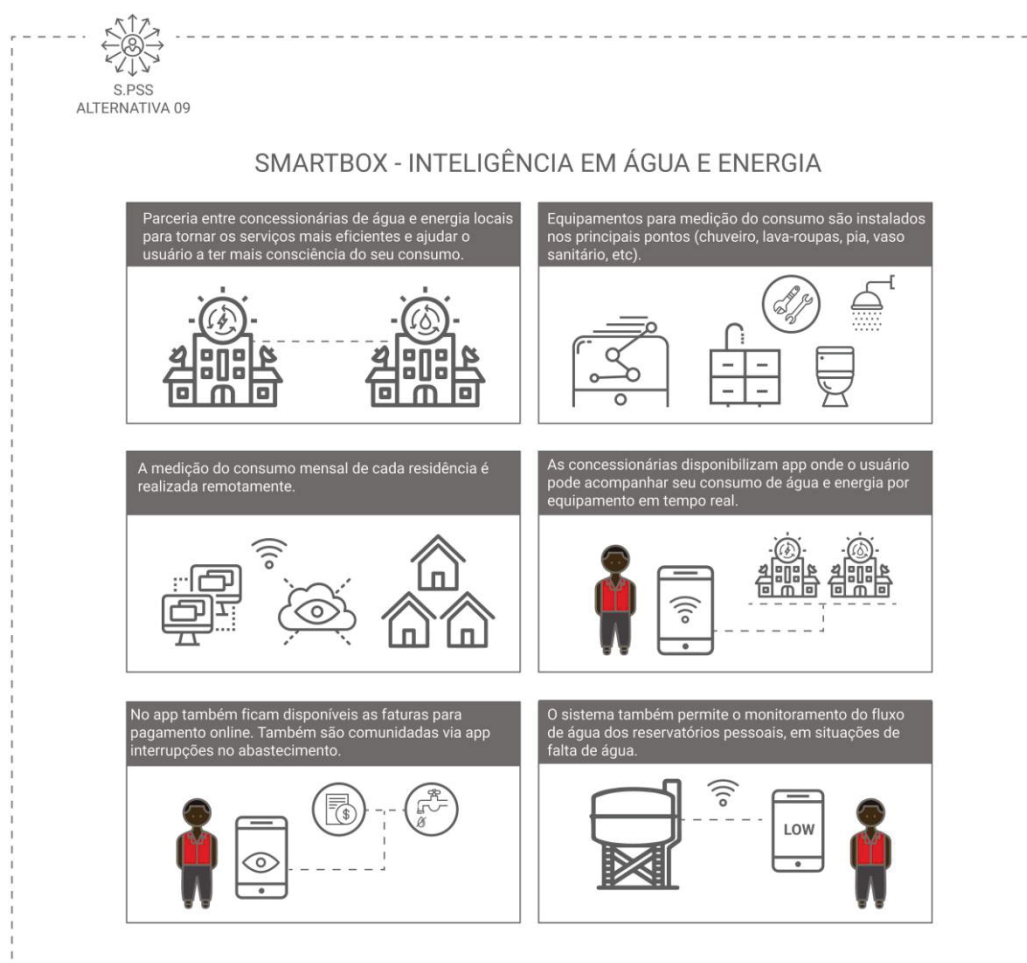 S.PSS
ALTERNATIVA 09
SMARTBOX - INTELIGÊNCIA EM ÁGUA E ENERGIA
Parceria entre concessionárias de água e energia locais
para tornar os serviços mais eficientes e ajudar o
usuário a ter mais consciência do seu consumo.
Equipamentos para medição do consumo são instalados
nos principais pontos (chuveiro, lava-roupas, pia, vaso
sanitário, etc).
A medição do consumo mensal de cada residência é
realizada remotamente.
As concessionárias disponibilizam app onde o usuário
pode acompanhar seu consumo de água e energia por
equipamento em tempo real.
No app também ficam disponíveis as faturas para
pagamento online. Também são comunidadas via app
interrupções no abastecimento.
$
O sistema também permite o monitoramento do fluxo
de água dos reservatórios pessoais, em situações de
falta de água.
LOW